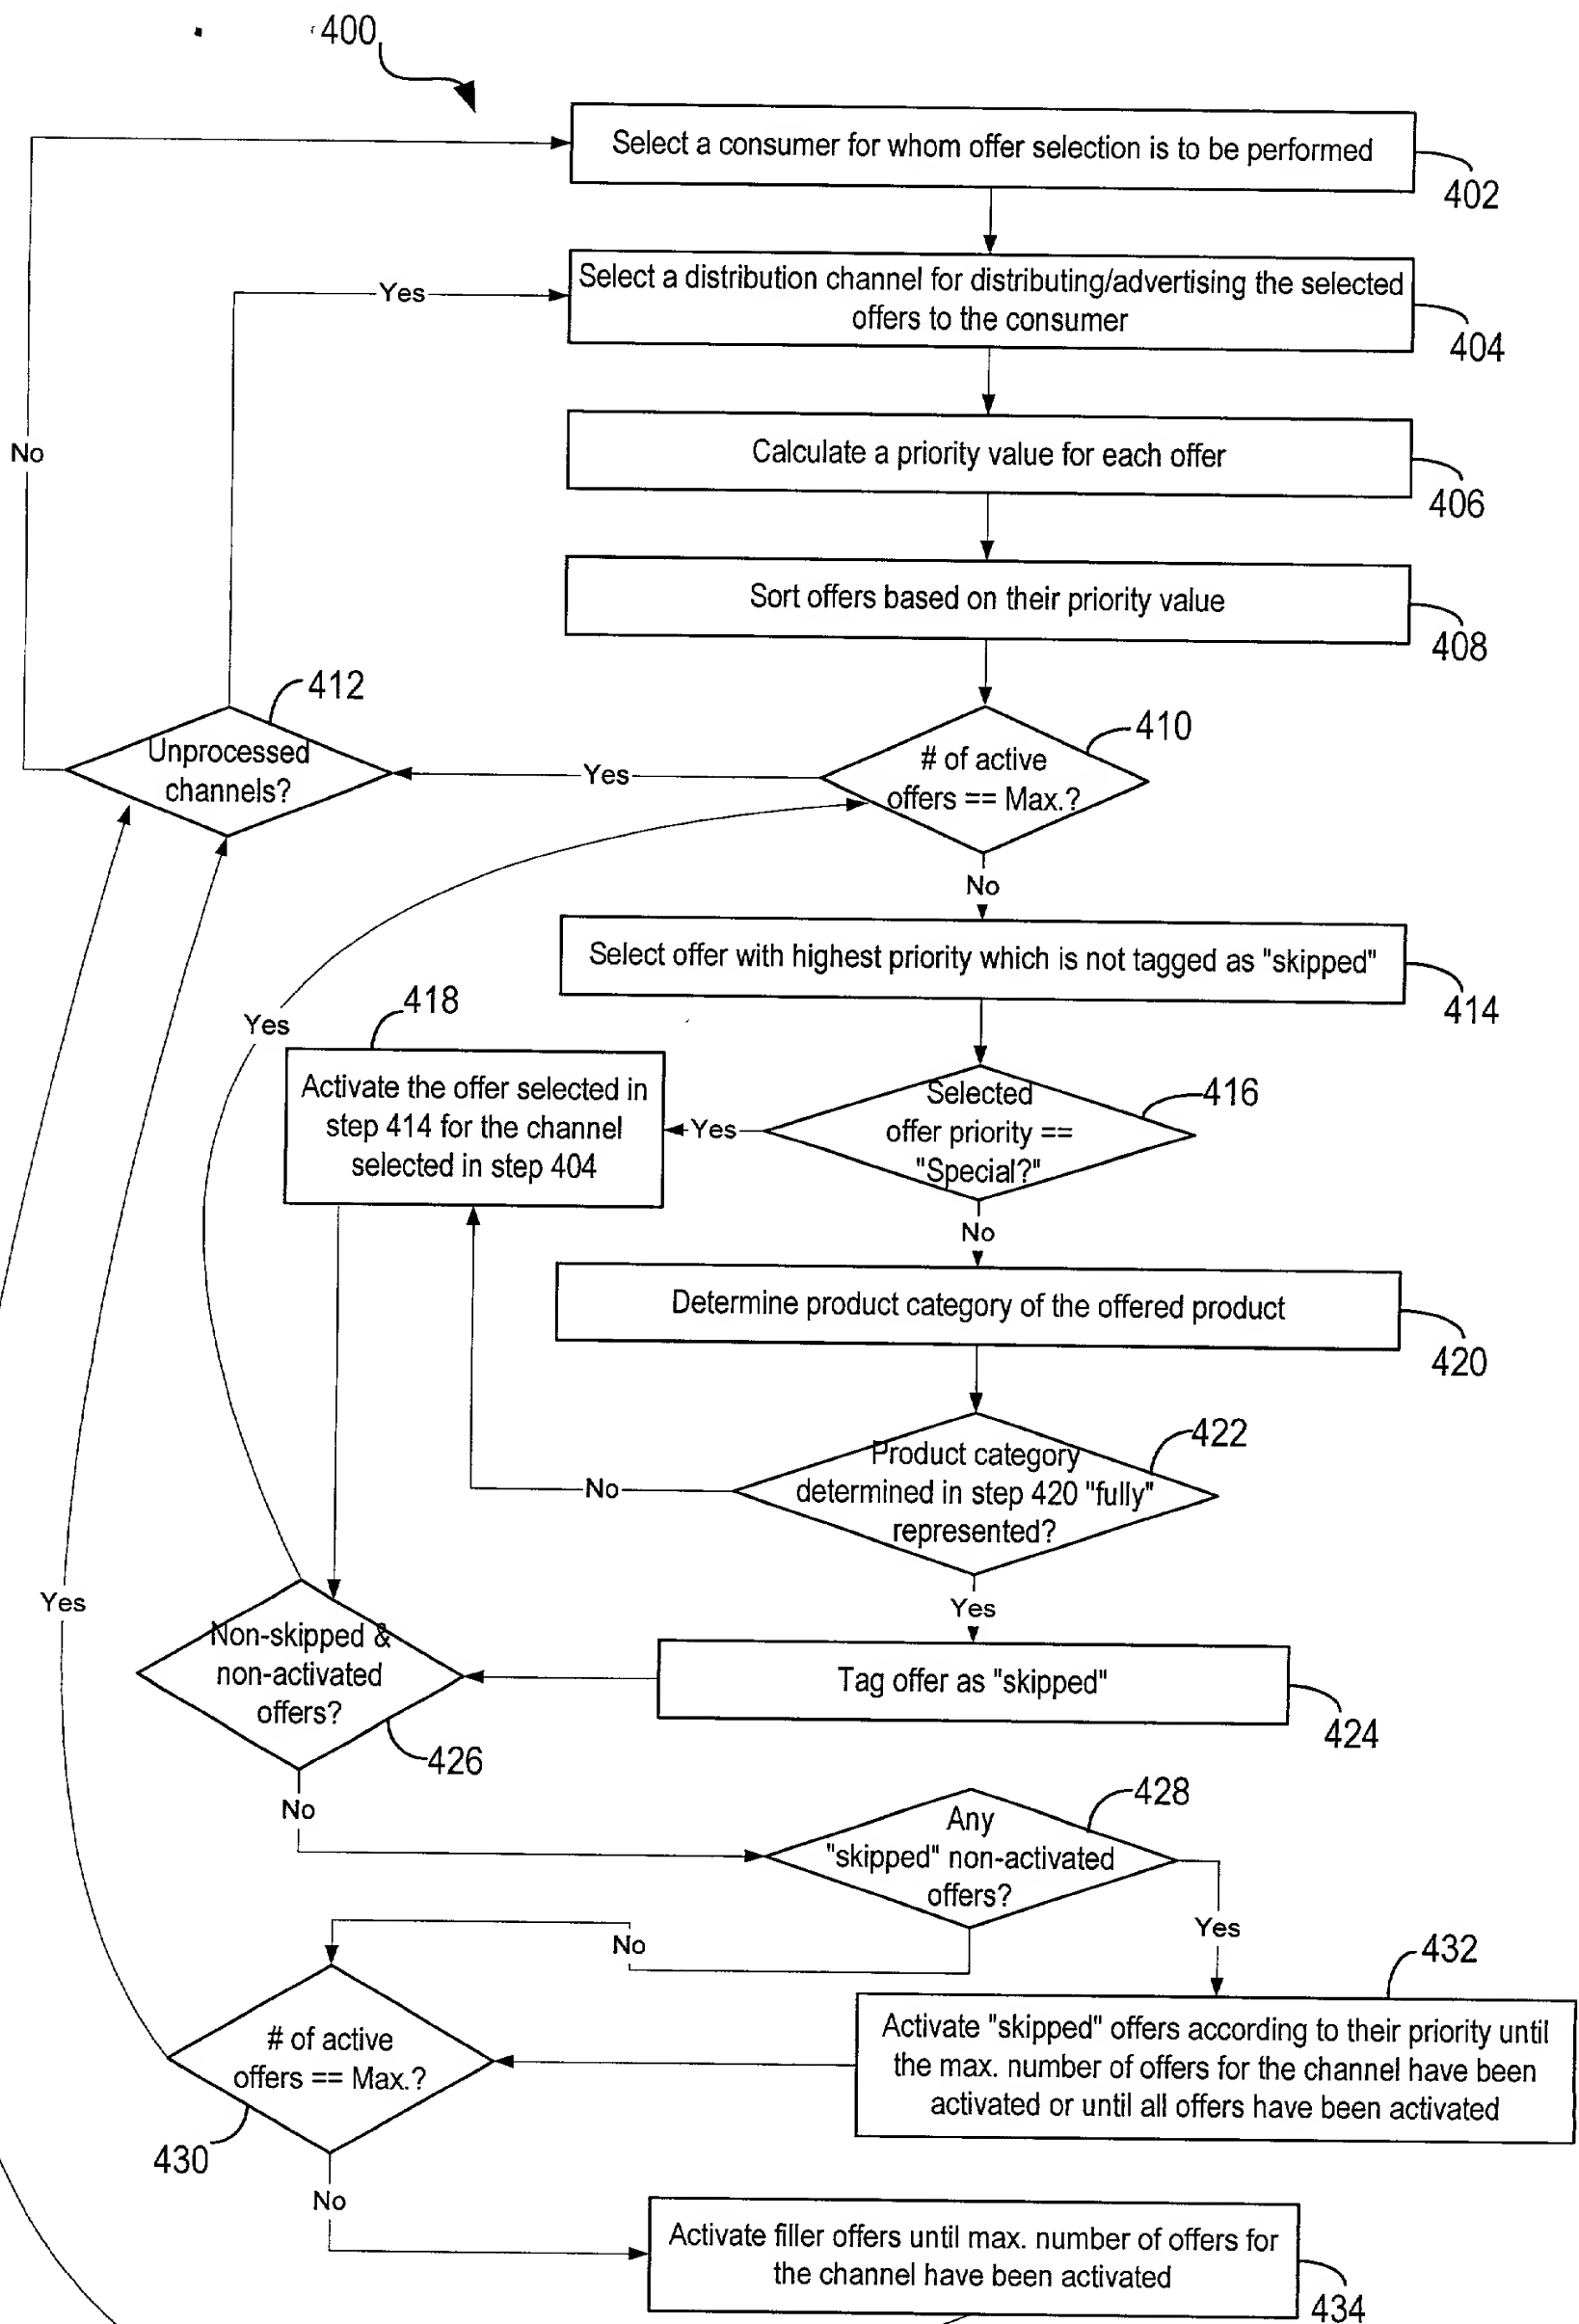 400
Select a consumer for whom offer selection is to be performed
402
Select a distribution channel for distributing/advertising the selected
offers to the consumer
404
Yes
No
Calculate a priority value for each offer
406
Sort offers based on their priority value
408
412
Unprocessed
channels?
410
# of active
offers == Max.?
Yes
No
Select offer with highest priority which is not tagged as "skipped"
414
Yes
418
Activate the offer selected in
step 414 for the channel
selected in step 404
Yes
416
Selected
offer priority ==
"Special?"
No
Determine product category of the offered product
420
422
Product category
determined in step 420 "fully"
represented?
No
Yes
Yes
Non-skipped &
non-activated
offers?
426
Tag offer as "skipped"
424
No
428
Any
"skipped" non-activated
offers?
No
Yes
432
# of active
offers == Max.?
430
Activate "skipped" offers according to their priority until
the max. number of offers for the channel have been
activated or until all offers have been activated
No
Activate filler offers until max. number of offers for
the channel have been activated
434